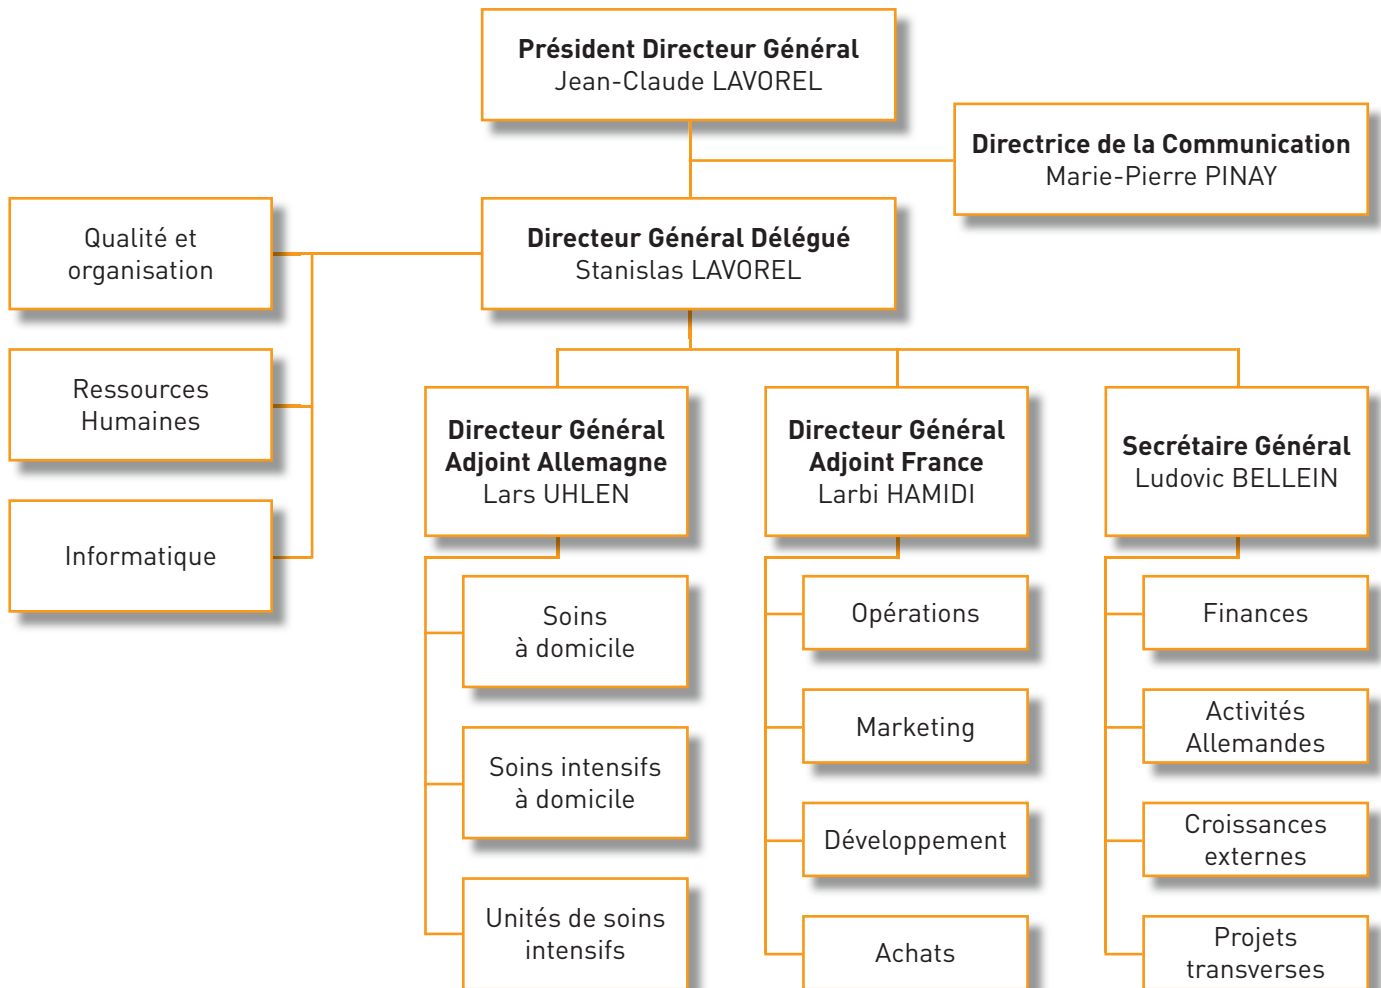 Président Directeur Général
Jean-Claude LAVOREL
Directrice de la Communication
Marie-Pierre PINAY
Qualité et
organisation
Directeur Général Délégué
Stanislas LAVOREL
Ressources
Humaines
Informatique
Directeur Général
Adjoint Allemagne
Lars UHLEN
Directeur Général
Adjoint France
Larbi HAMIDI
Secrétaire Général
Ludovic BELLEIN
Soins
à domicile
Soins intensifs
à domicile
Unités de soins
intensifs
Opérations
Marketing
Développement
Achats
Finances
Activités
Allemandes
Croissances
externes
Projets
transverses